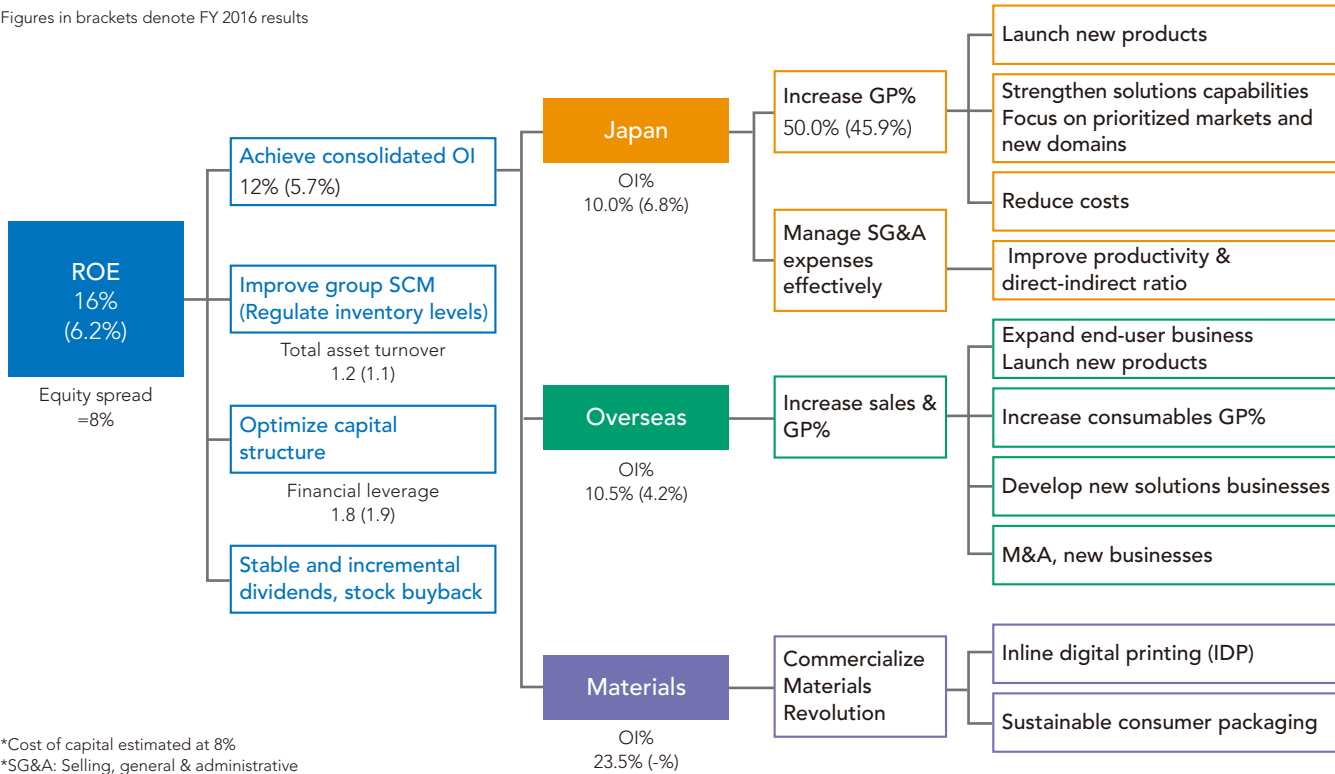 Figures in brackets denote FY 2016 results
ROE
16%
(6.2%)
Equity spread
=8%
Achieve consolidated OI
12% (5.7%)
Improve group SCM
(Regulate inventory levels)
Total asset turnover
1.2 (1.1)
Optimize capital
structure
Financial leverage
1.8 (1.9)
Stable and incremental
dividends, stock buyback
Japan
OI%
10.0% (6.8%)
Increase GP%
50.0% (45.9%)
Launch new products
Strengthen solutions capabilities
Focus on prioritized markets and
new domains
Reduce costs
Manage SG&A
expenses
effectively
Improve productivity &
direct-indirect ratio
Overseas
OI%
10.5% (4.2%)
Increase sales &
GP%
Expand end-user business
Launch new products
Increase consumables GP%
Develop new solutions businesses
M&A, new businesses
Materials
OI%
23.5% (-%)
Commercialize
Materials
Revolution
Inline digital printing (IDP)
Sustainable consumer packaging
*Cost of capital estimated at 8%
*SG&A: Selling, general & administrative